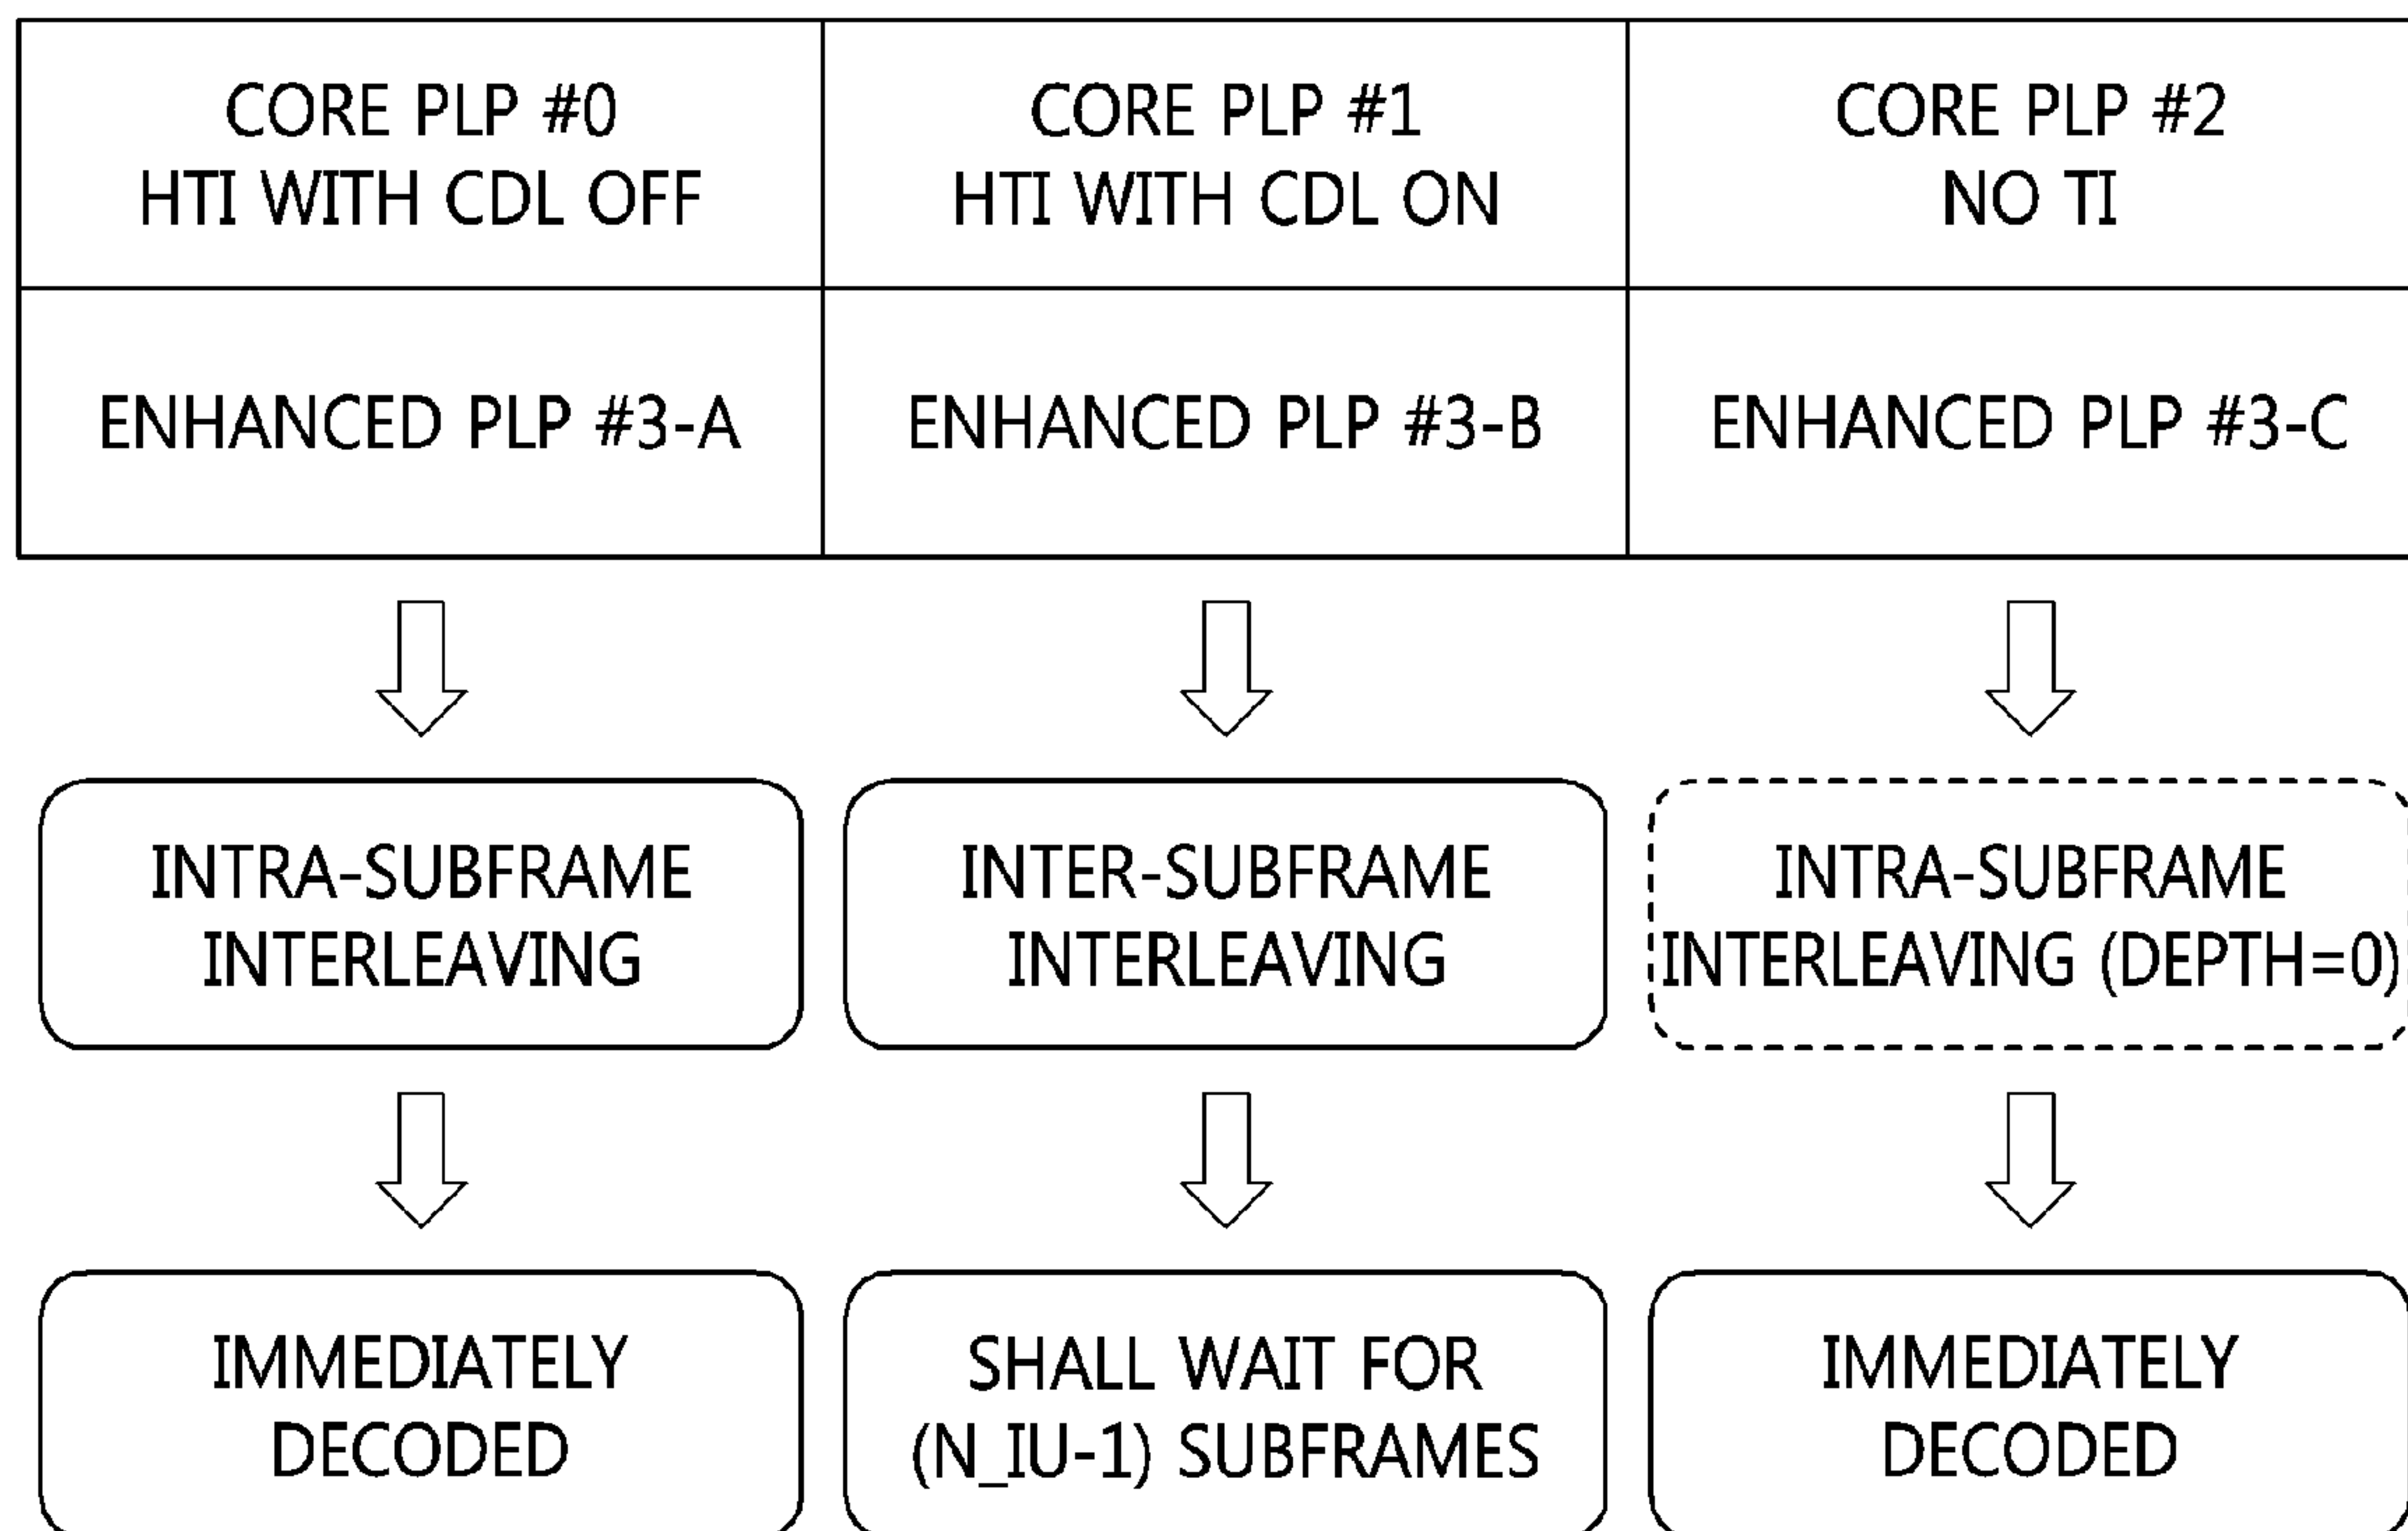 CORE PLP #0
HTI WITH CDL OFF
CORE PLP #1
HTI WITH CDL ON
CORE PLP #2
NO TI
ENHANCED PLP #3-A
ENHANCED PLP #3-B
ENHANCED PLP #3-C
INTRA-SUBFRAME
INTERLEAVING
INTER-SUBFRAME
INTERLEAVING
INTRA-SUBFRAME
INTERLEAVING (DEPTH=0)
IMMEDIATELY
DECODED
SHALL WAIT FOR
(N_IU-1) SUBFRAMES
IMMEDIATELY
DECODED